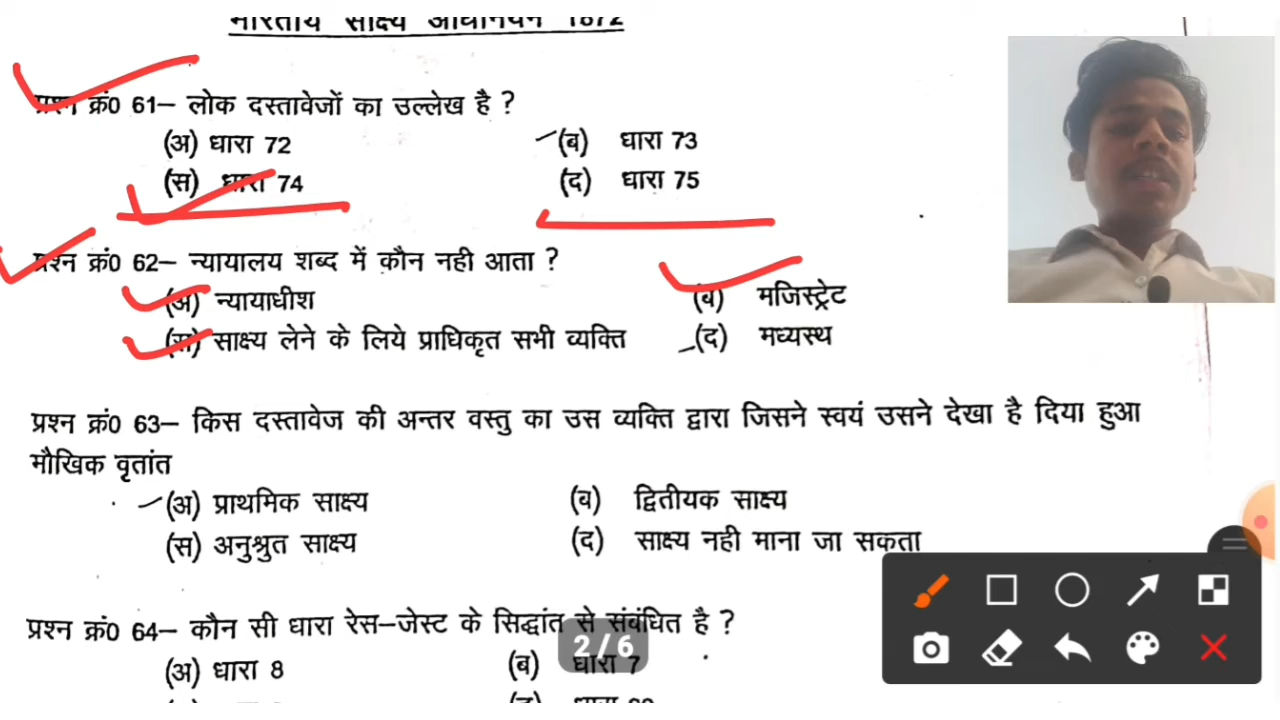 भारतीय साक्ष्य अधिनियम 1872
प्रश्न क्रं0 61– लोक दस्तावेजों का उल्लेख है ?
(अ) धारा 72 (ब) धारा 73
(स) धारा 74 (द) धारा 75
प्रश्न क्रं0 62– न्यायालय शब्द में कौन नही आता ?
(अ) न्यायाधीश (ब) मजिस्ट्रेट
(स) साक्ष्य लेने के लिये प्राधिकृत सभी व्यक्ति (द) मध्यस्थ
प्रश्न क्रं0 63– किस दस्तावेज की अन्तर वस्तु का उस व्यक्ति द्वारा जिसने स्वयं उसने देखा है दिया हुआ
मौखिक वृतांत
(अ) प्राथमिक साक्ष्य (ब) द्वितीयक साक्ष्य
(स) अनुश्रुत साक्ष्य (द) साक्ष्य नही माना जा सकता
प्रश्न क्रं0 64– कौन सी धारा रेस–जेस्ट के सिद्धांत से संबंधित है ?
2/6
(अ) धारा 8 (ब) धारा 7